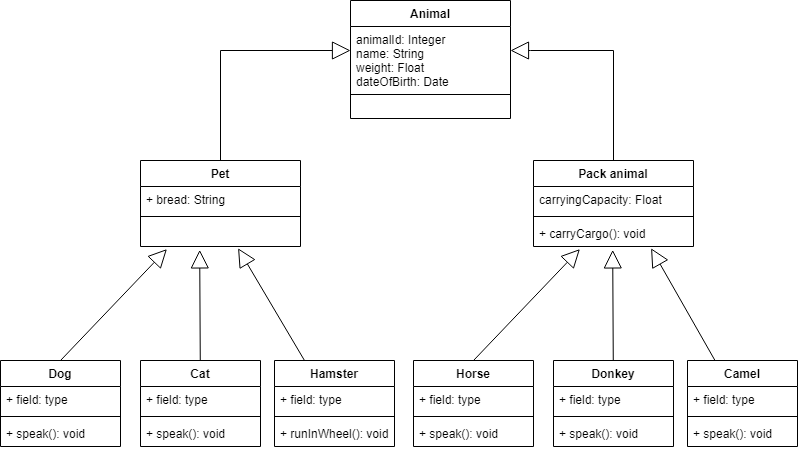 Animal
animalId: Integer
name: String
weight: Float
dateOfBirth: Date
Pet
+ bread: String
Pack animal
carryingCapacity: Float
+ carryCargo(): void
Dog
+ field: type
+ speak(): void
Cat
+ field: type
+ speak(): void
Hamster
+ field: type
+ runInWheel(): void
Horse
+ field: type
+ speak(): void
Donkey
+ field: type
+ speak(): void
Camel
+ field: type
+ speak(): void